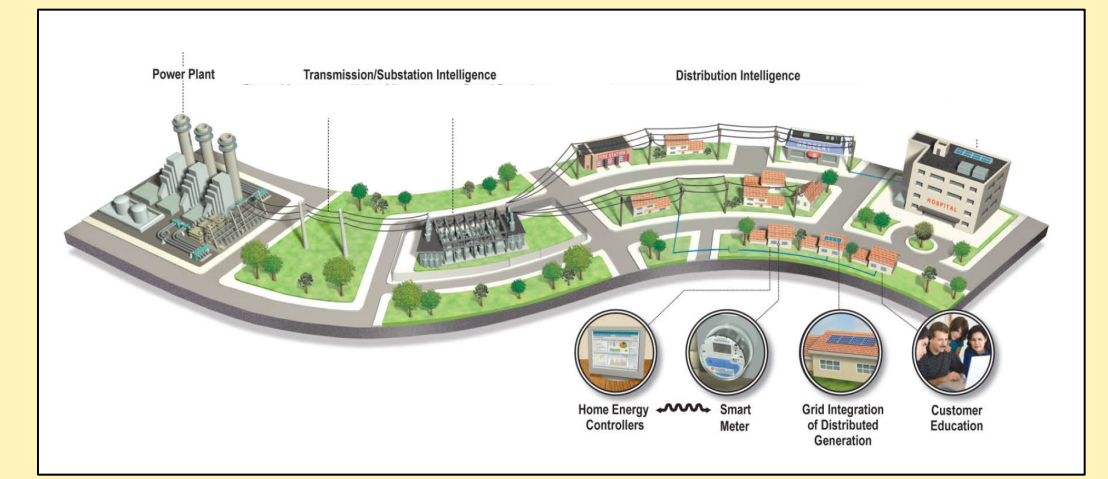 Power Plant
Transmission/Substation Intelligence
Distribution Intelligence
HOSPITAL
Home Energy
Controllers
Smart
Meter
Grid Integration
of Distributed
Generation
Customer
Education